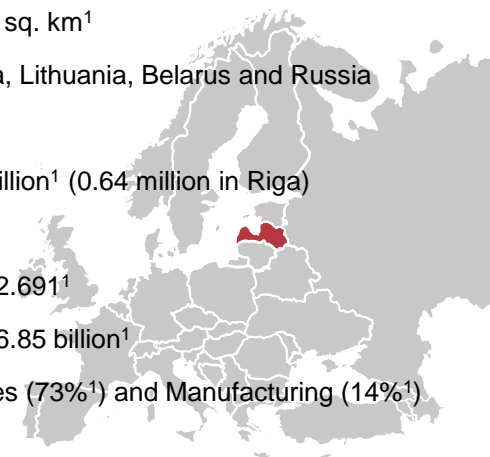 sq. km¹
a, Lithuania, Belarus and Russia
illion¹ (0.64 million in Riga)
2.691¹
6.85 billion¹
es (73%¹) and Manufacturing (14%¹)